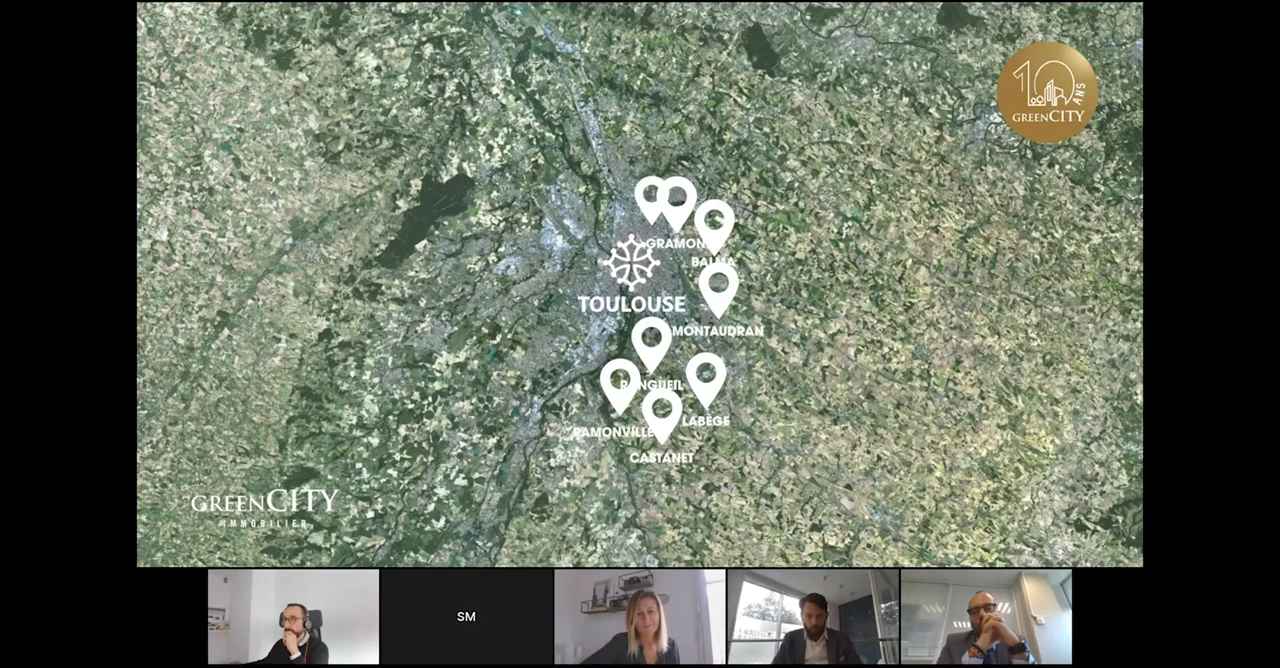 10 ANS
GREENCITY
GRAMONT
BALMA
TOULOUSE
MONTAUDRAN
RANGUEIL
LABÈGE
RAMONVILLE
CASTANET
GREENCITY
IMMOBILIER
SM